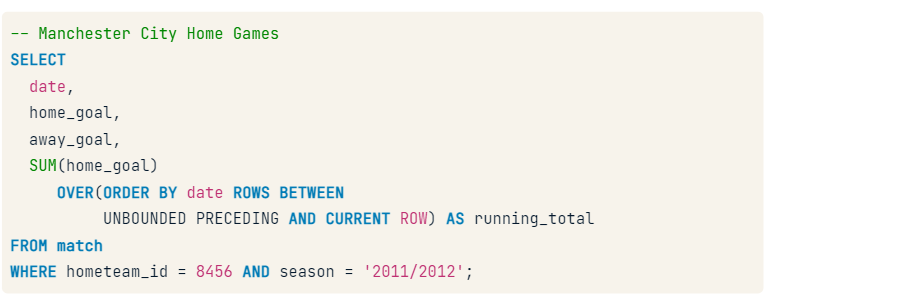 -- Manchester City Home Games
SELECT
  date,
  home_goal,
  away_goal,
  SUM(home_goal)
     OVER(ORDER BY date ROWS BETWEEN
          UNBOUNDED PRECEDING AND CURRENT ROW) AS running_total
FROM match
WHERE hometeam_id = 8456 AND season = '2011/2012';